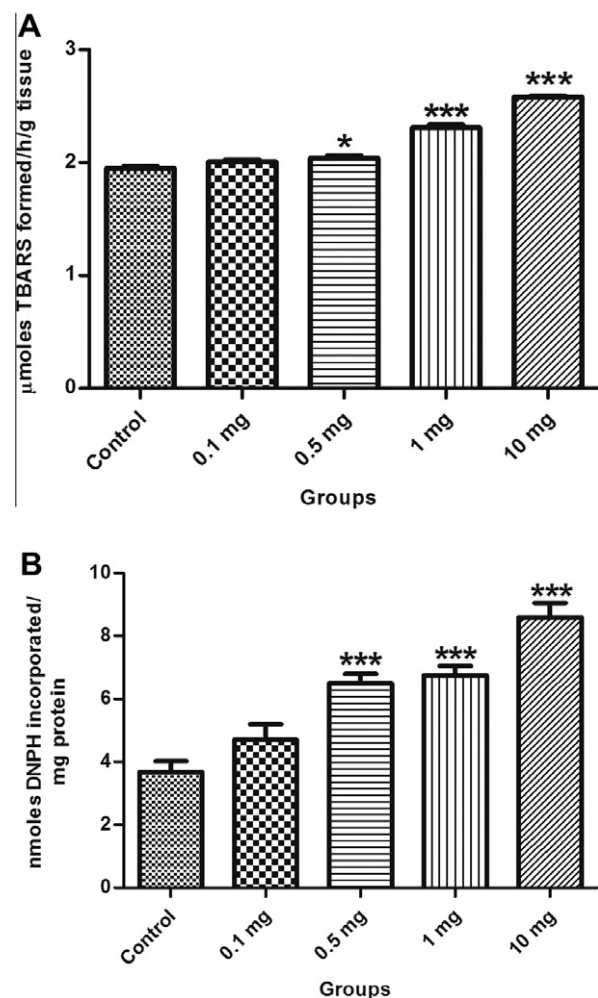 A
μmoles TBARS formed/h/g tissue
3
2
1
0
*
***
***
Control
0.1 mg
0.5 mg
1 mg
10 mg
Groups
B
nmoles DNPH incorporated/
mg protein
10
8
6
4
2
0
***
***
***
Control
0.1 mg
0.5 mg
1 mg
10 mg
Groups